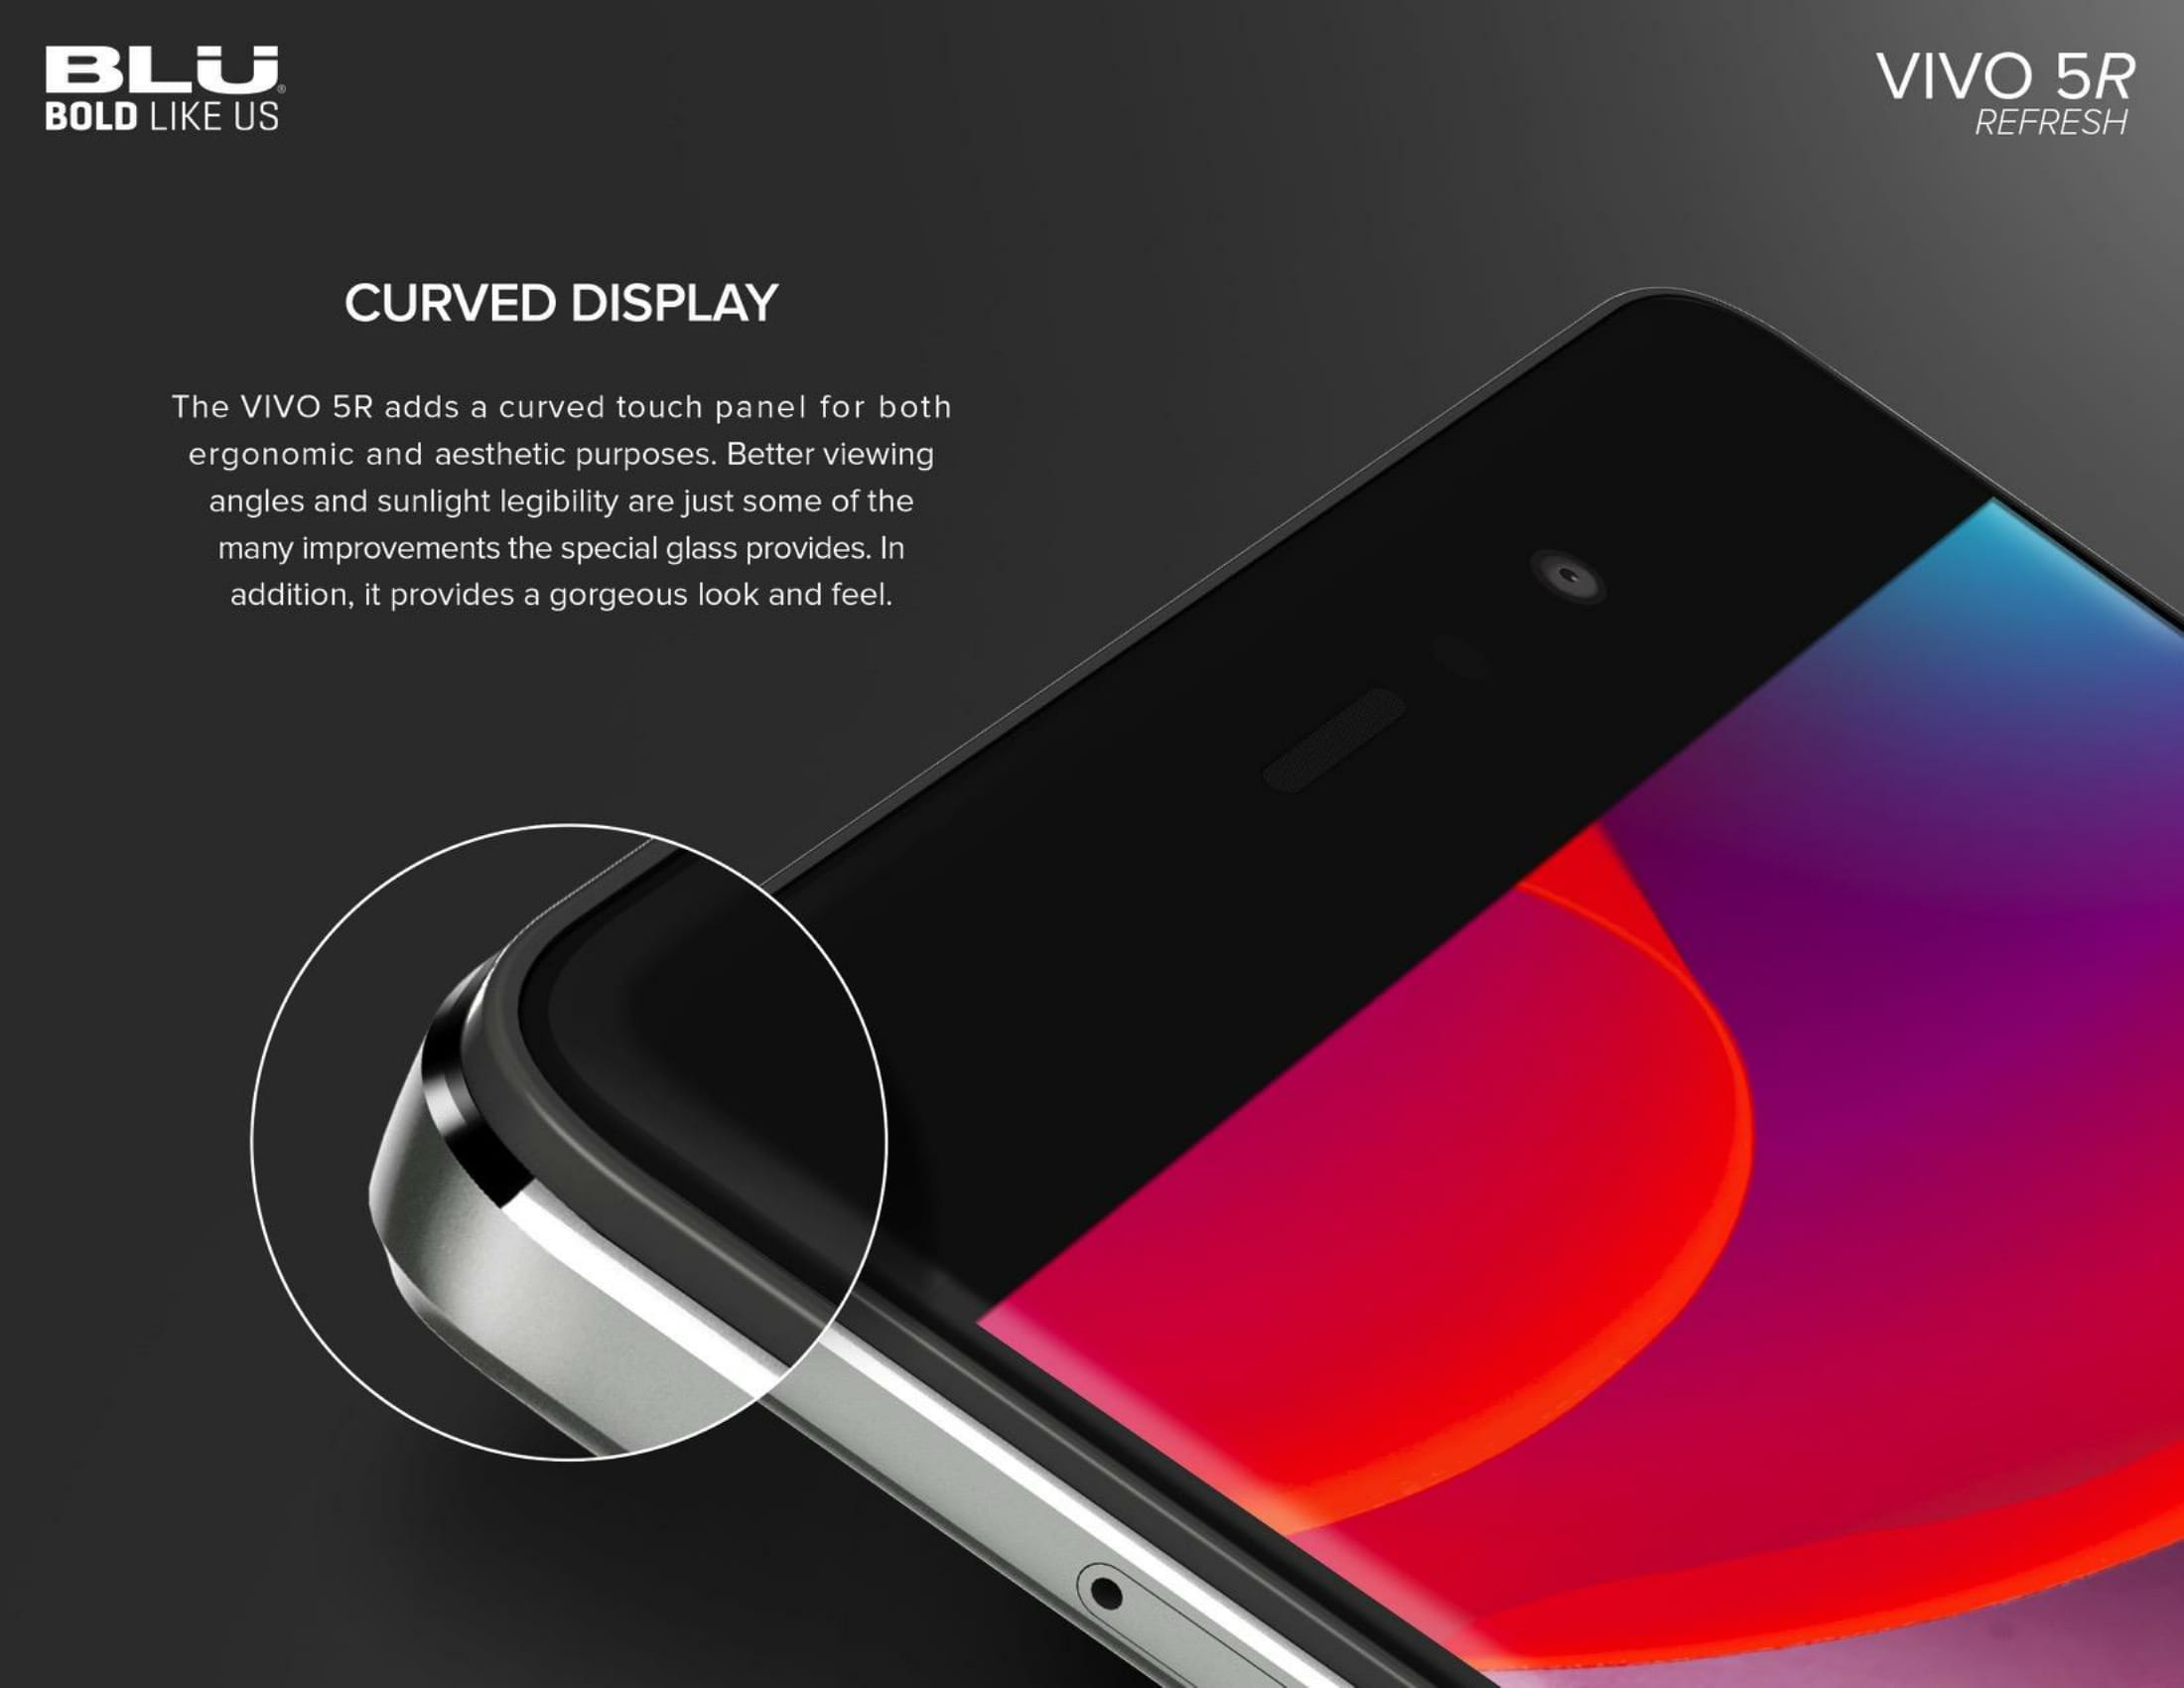 BLU®
BOLD LIKE US
VIVO 5R
REFRESH
CURVED DISPLAY
The VIVO 5R adds a curved touch panel for both
ergonomic and aesthetic purposes. Better viewing
angles and sunlight legibility are just some of the
many improvements the special glass provides. In
addition, it provides a gorgeous look and feel.